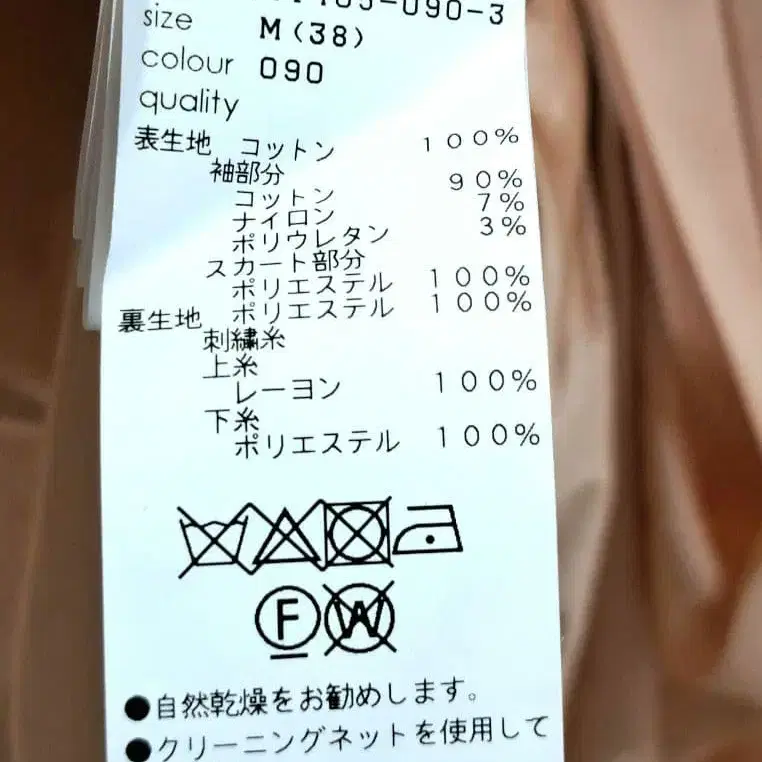 090-3
size M(38)
colour 090
quality
表生地 コットン 100%
袖部分
コットン 90%
ナイロン 7%
ポリウレタン 3%
スカート部分
ポリエステル 100%
裏生地 ポリエステル 100%
刺繍糸
上糸
レーヨン 100%
下糸
ポリエステル 100%
F W
●自然乾燥をお勧めします。
●クリーニングネットを使用して